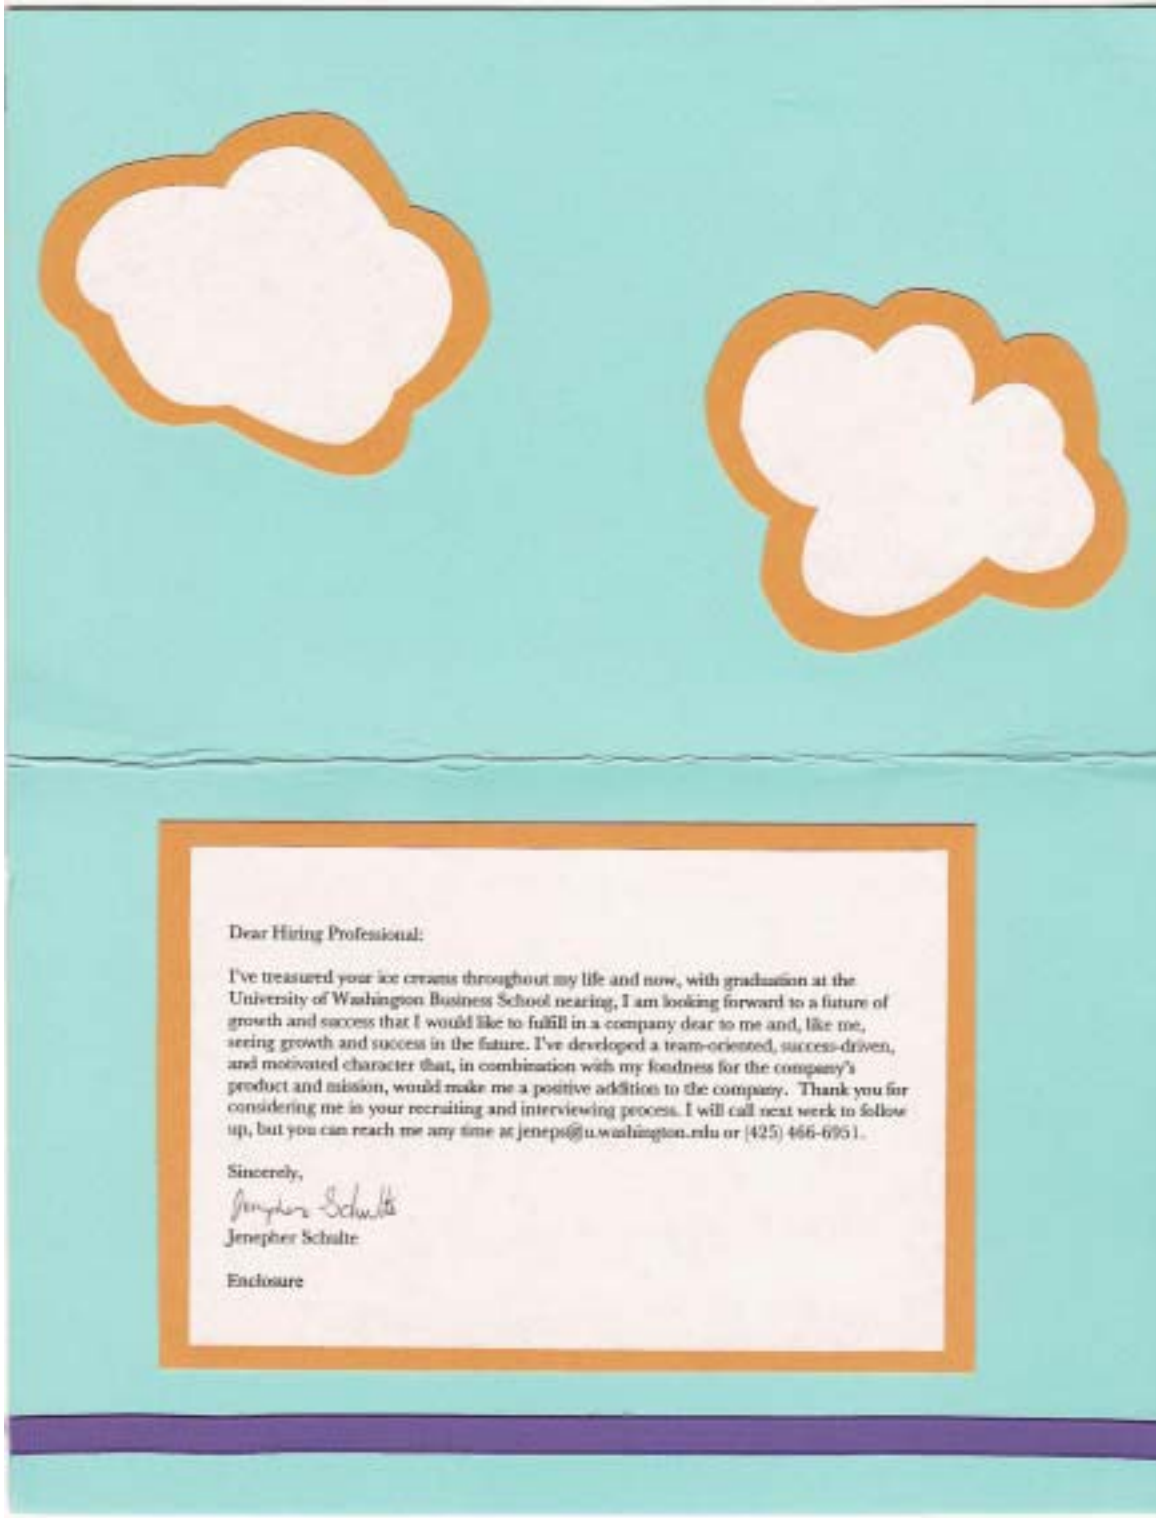 Dear Hiring Professional:
I've treasured your ice creams throughout my life and now, with graduation at the
University of Washington Business School nearing, I am looking forward to a future of
growth and success that I would like to fulfill in a company dear to me and, like me,
seeing growth and success in the future. I've developed a team-oriented, success-driven,
and motivated character that, in combination with my fondness for the company's
product and mission, would make me a positive addition to the company.  Thank you for
considering me in your recruiting and interviewing process. I will call next week to follow
up, but you can reach me any time at jeneps@u.washington.edu or (425) 466-6951.
Sincerely,
Jenepher Schulte
Jenepher Schulte
Enclosure